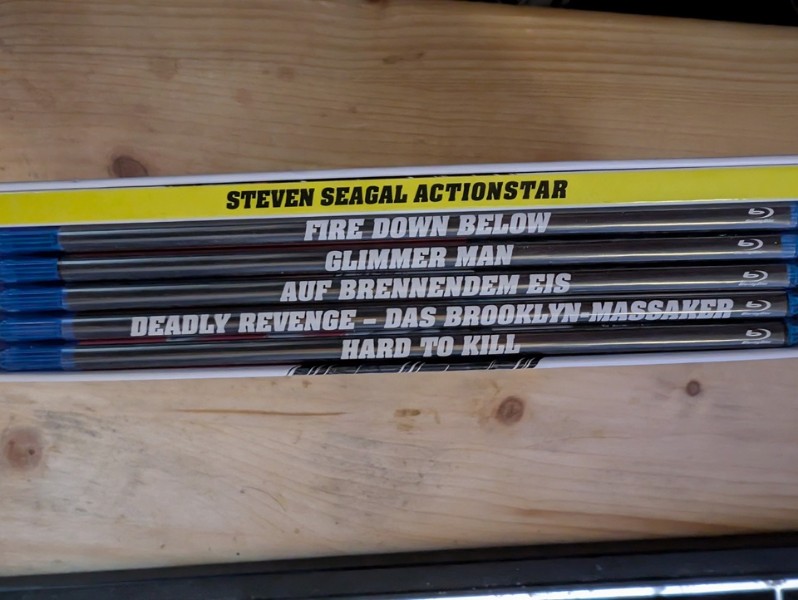 STEVEN SEAGAL ACTIONSTAR
FIRE DOWN BELOW
GLIMMER MAN
AUF BRENNENDEM EIS
DEADLY REVENGE – DAS BROOKLYN-MASSAKER
HARD TO KILL